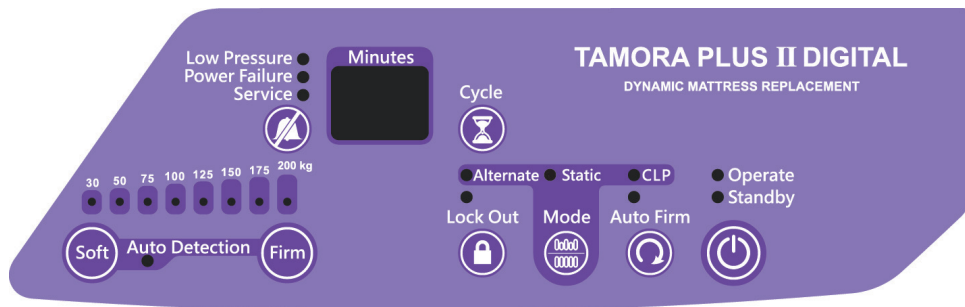 Low Pressure
Power Failure
Service
Minutes
TAMORA PLUS II DIGITAL
DYNAMIC MATTRESS REPLACEMENT
Cycle
30 50 75 100 125 150 175 200 kg
Alternate Static CLP
Operate
Standby
Lock Out Mode Auto Firm
Soft Auto Detection Firm